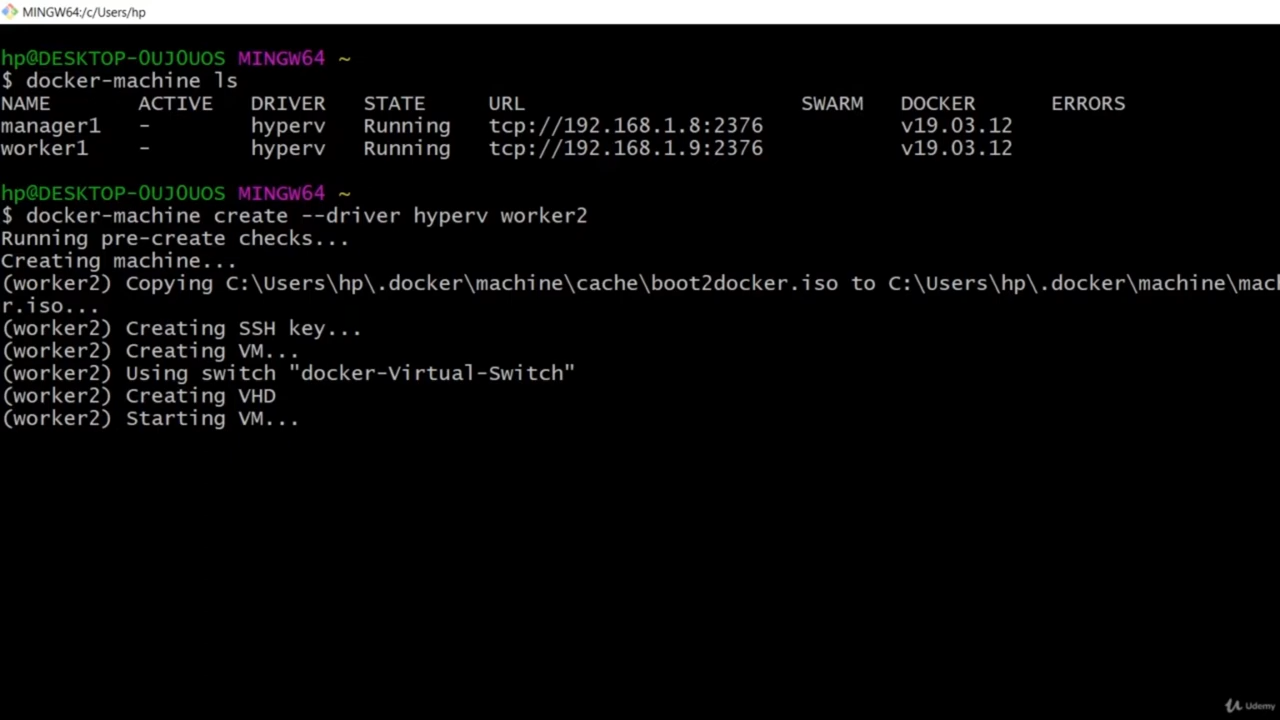 MINGW64:/c/Users/hp
hp@DESKTOP-0UJ0UOS MINGW64 ~
$ docker-machine ls
NAME ACTIVE DRIVER STATE URL SWARM DOCKER ERRORS
manager1 - hyperv Running tcp://192.168.1.8:2376 v19.03.12
worker1 - hyperv Running tcp://192.168.1.9:2376 v19.03.12
hp@DESKTOP-0UJ0UOS MINGW64 ~
$ docker-machine create --driver hyperv worker2
Running pre-create checks...
Creating machine...
(worker2) Copying C:\Users\hp\.docker\machine\cache\boot2docker.iso to C:\Users\hp\.docker\machine\mac
r.iso...
(worker2) Creating SSH key...
(worker2) Creating VM...
(worker2) Using switch "docker-Virtual-Switch"
(worker2) Creating VHD
(worker2) Starting VM...
Udemy